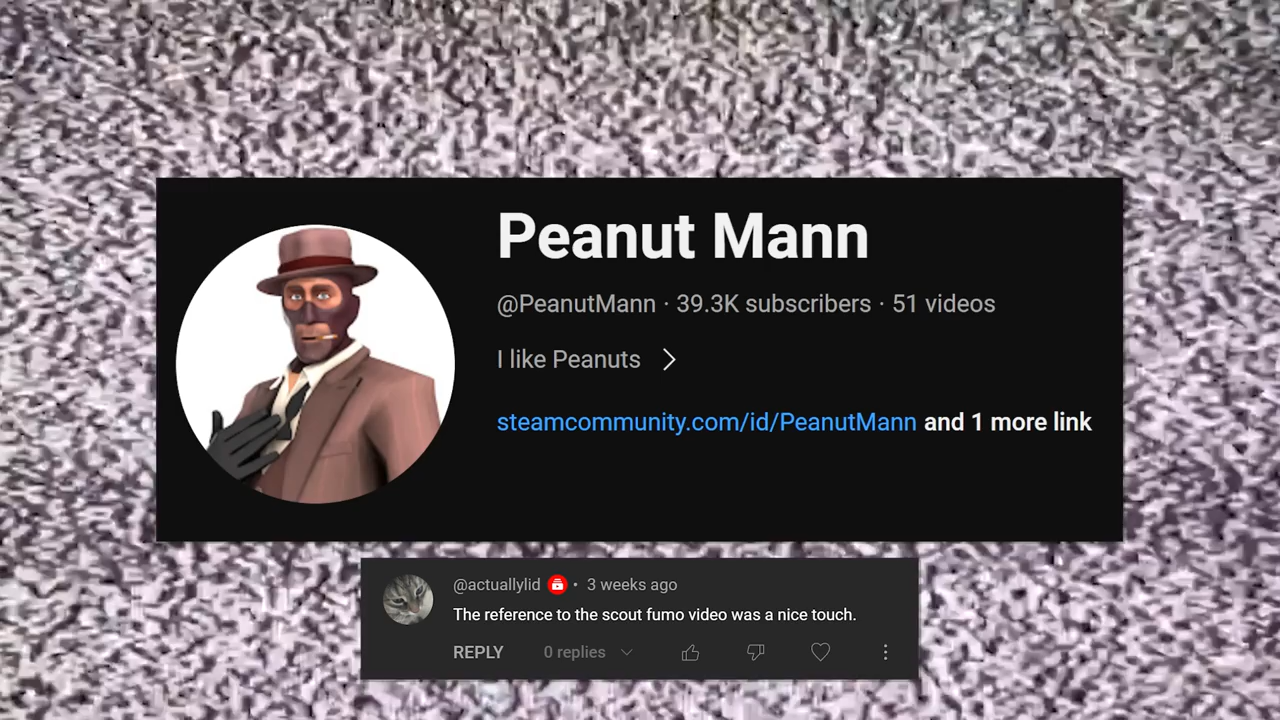 Peanut Mann
@PeanutMann · 39.3K subscribers · 51 videos
I like Peanuts
steamcommunity.com/id/PeanutMann and 1 more link
@actuallylid • 3 weeks ago
The reference to the scout fumo video was a nice touch.
REPLY 0 replies